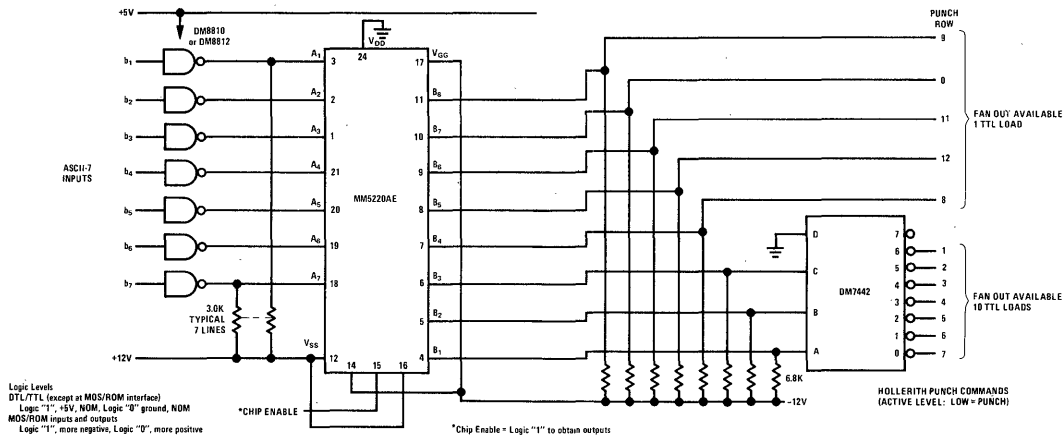 +5V
DM8810
or DM8812
b1
b2
b3
b4
b5
b6
b7
ASCII-7
INPUTS
A1
A2
A3
A4
A5
A6
A7
3.0K
TYPICAL
7 LINES
+12V
VSS
VDD
24
VGG
3
2
1
21
20
19
18
12
MM5220AE
17
11
10
9
8
7
6
5
4
14
15
16
B8
B7
B6
B5
B4
B3
B2
B1
*CHIP ENABLE
6.8K
-12V
PUNCH
ROW
9
0
11
12
8
FAN OUT AVAILABLE
1 TTL LOAD
D
C
B
A
DM7442
7
6
5
4
3
2
1
0
1
2
3
4
5
6
7
FAN OUT AVAILABLE
10 TTL LOADS
HOLLERITH PUNCH COMMANDS
(ACTIVE LEVEL: LOW = PUNCH)
Logic Levels
DTL/TTL (except at MOS/ROM interface)
Logic "1", +5V, NOM, Logic "0" ground, NOM
MOS/ROM inputs and outputs
Logic "1", more negative, Logic "0", more positive
*Chip Enable = Logic "1" to obtain outputs